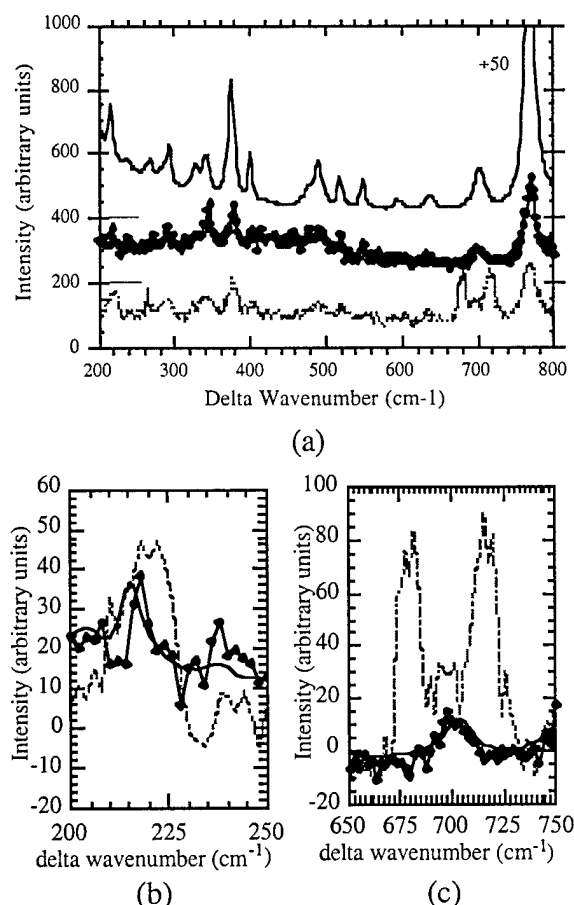 1000
800
600
400
200
0
Intensity (arbitrary units)
+50
200 300 400 500 600 700 800
Delta Wavenumber (cm-1)
(a)
60
50
40
30
20
10
0
-10
-20
Intensity (arbitrary units)
200 225 250
delta wavenumber (cm⁻¹)
(b)
100
80
60
40
20
0
-20
Intensity (arbitrary units)
650 675 700 725 750
delta wavenumber (cm⁻¹)
(c)